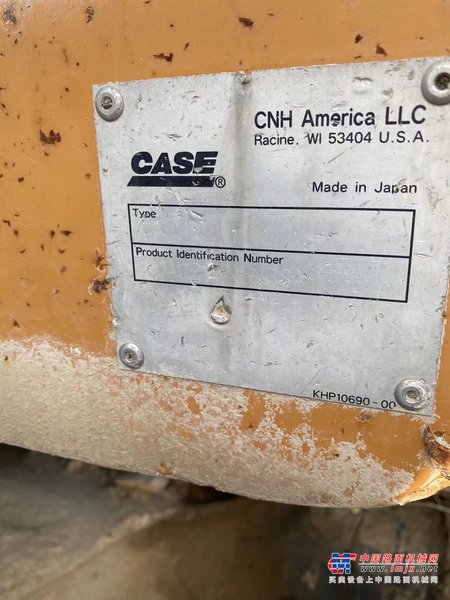 CNH America LLC
Racine, WI 53404 U.S.A.
CASE®
Made in Japan
Type
Product Identification Number
KHP10690-00
中国路面机械网
www.lmjx.net
买卖设备上中国路面机械网